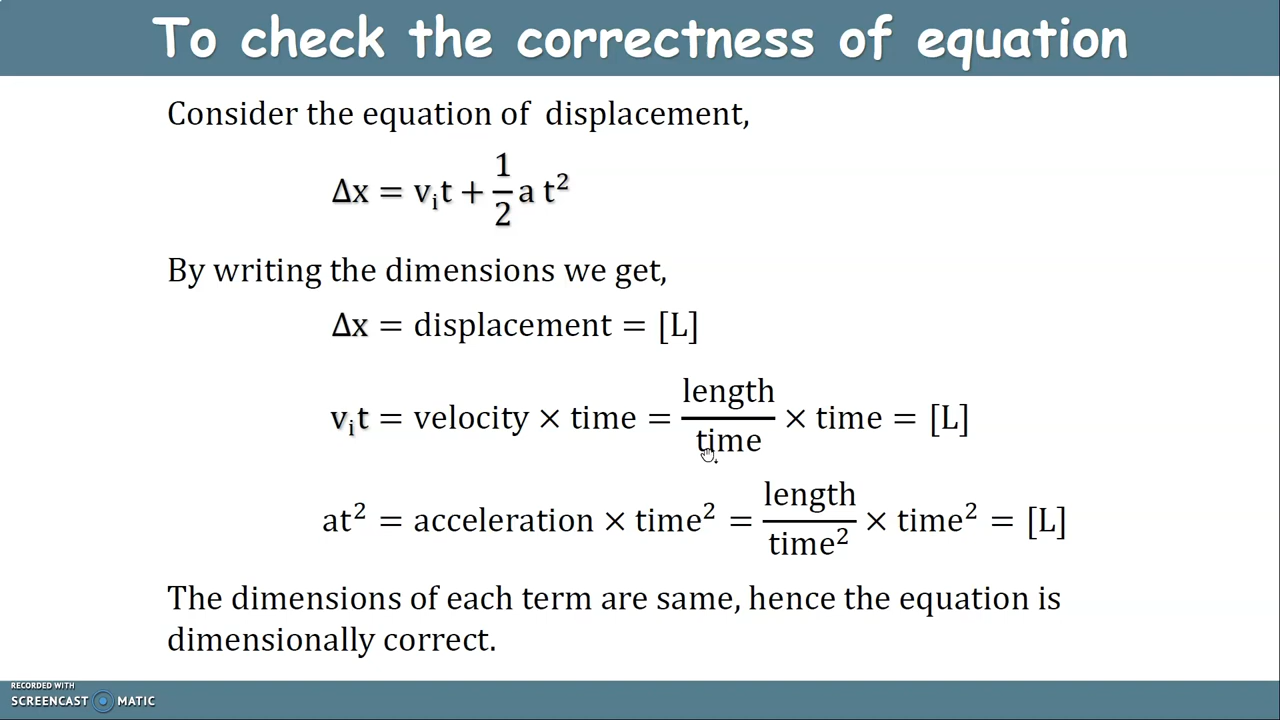 To check the correctness of equation
Consider the equation of displacement,
Δx = vᵢt + 1/2 a t²
By writing the dimensions we get,
Δx = displacement = [L]
vᵢt = velocity × time = length/time × time = [L]
at² = acceleration × time² = length/time² × time² = [L]
The dimensions of each term are same, hence the equation is
dimensionally correct.
RECORDED WITH
SCREENCAST MATIC